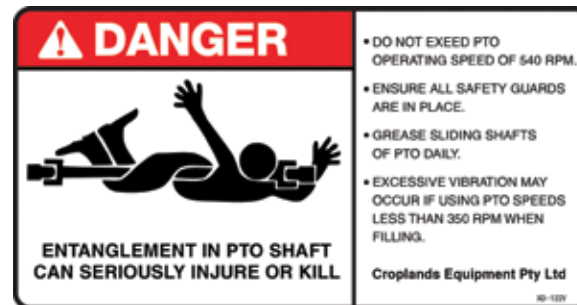 DANGER
ENTANGLEMENT IN PTO SHAFT
CAN SERIOUSLY INJURE OR KILL
• DO NOT EXEED PTO
OPERATING SPEED OF 540 RPM.
• ENSURE ALL SAFETY GUARDS
ARE IN PLACE.
• GREASE SLIDING SHAFTS
OF PTO DAILY.
• EXCESSIVE VIBRATION MAY
OCCUR IF USING PTO SPEEDS
LESS THAN 350 RPM WHEN
FILLING.
Croplands Equipment Pty Ltd